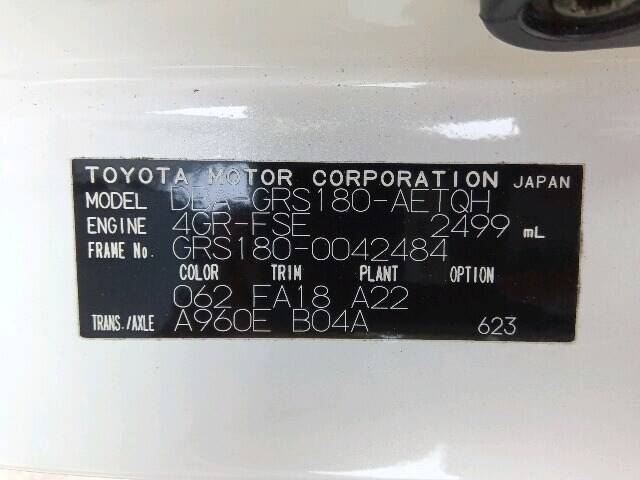 TOYOTA MOTOR CORPORATION JAPAN
MODEL DBA-GRS180-AETQH
ENGINE 4GR-FSE 2499 mL
FRAME No. GRS180-0042484
COLOR TRIM PLANT OPTION
062 FA18 A22
TRANS./AXLE A960E B04A 623